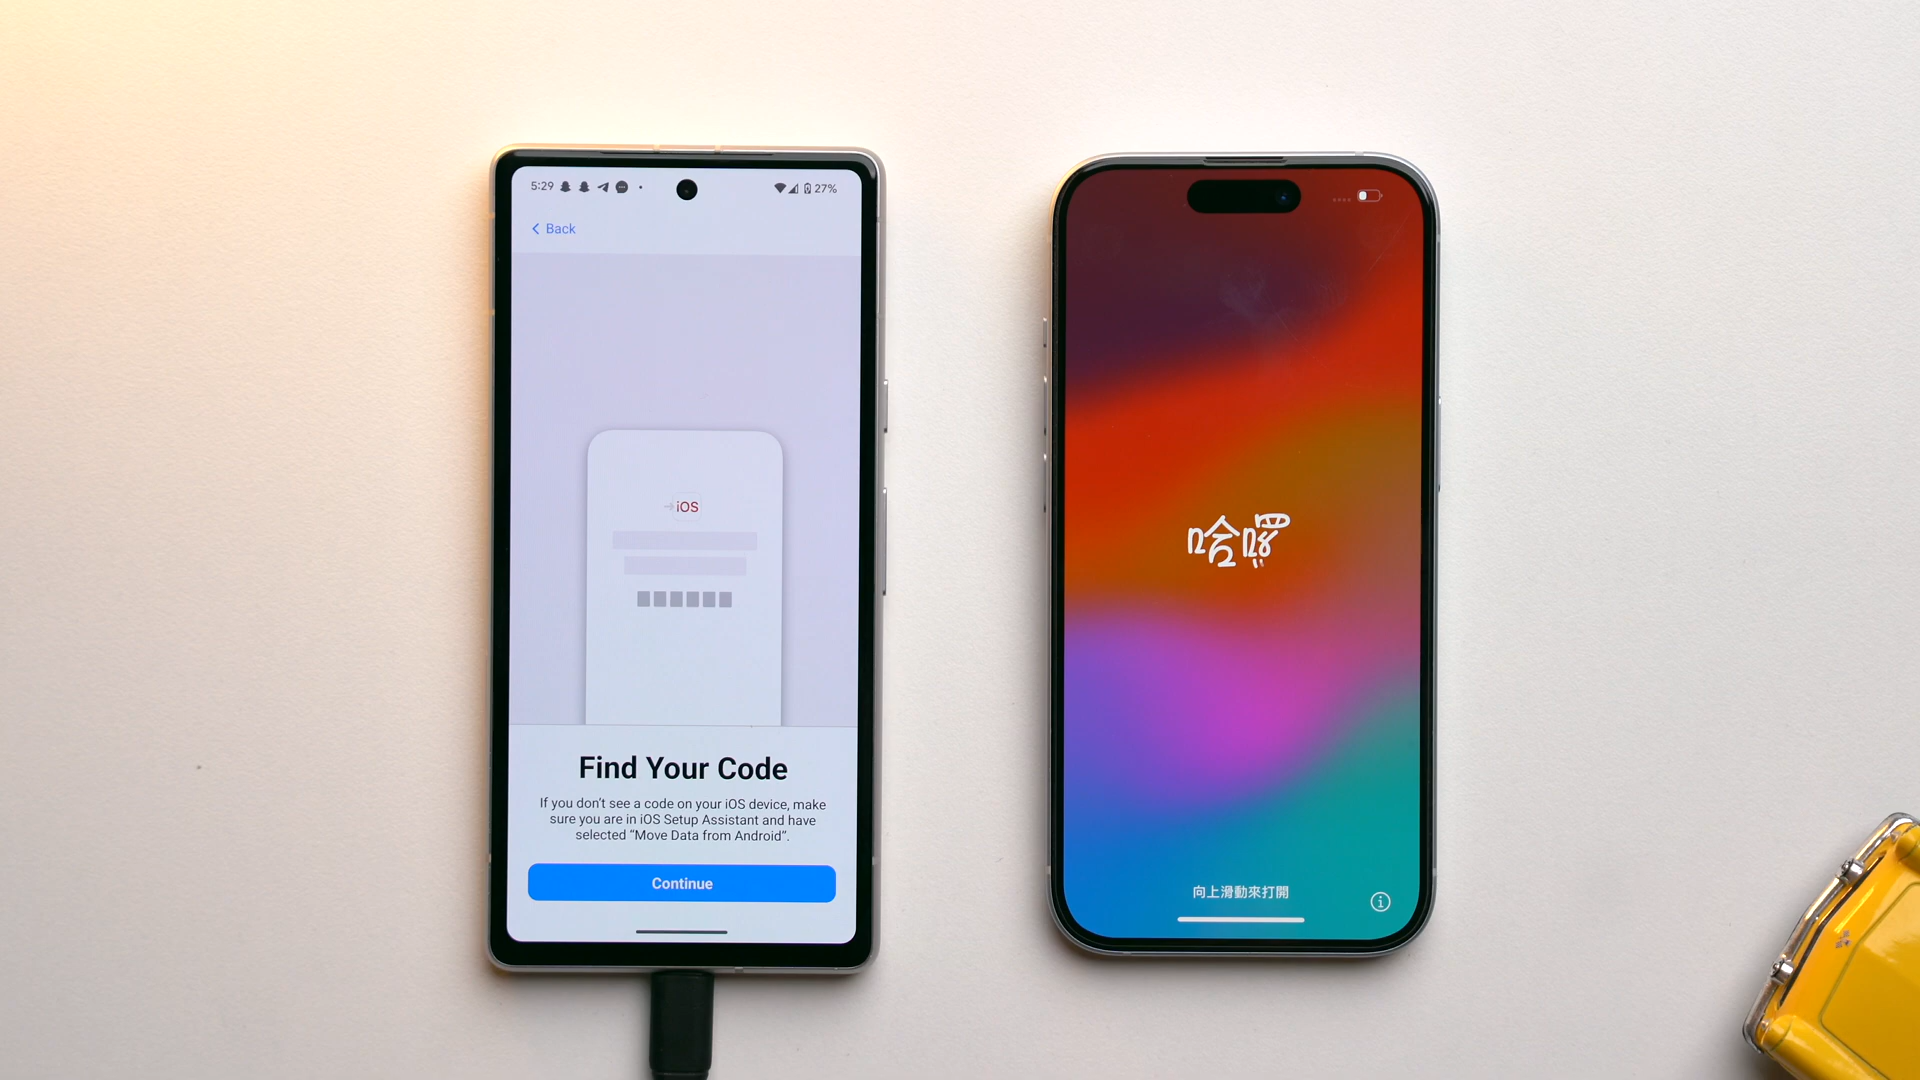 5:29
27%
Back
iOS
Find Your Code
If you don't see a code on your iOS device, make
sure you are in iOS Setup Assistant and have
selected “Move Data from Android”.
Continue
哈囉
向上滑動來打開